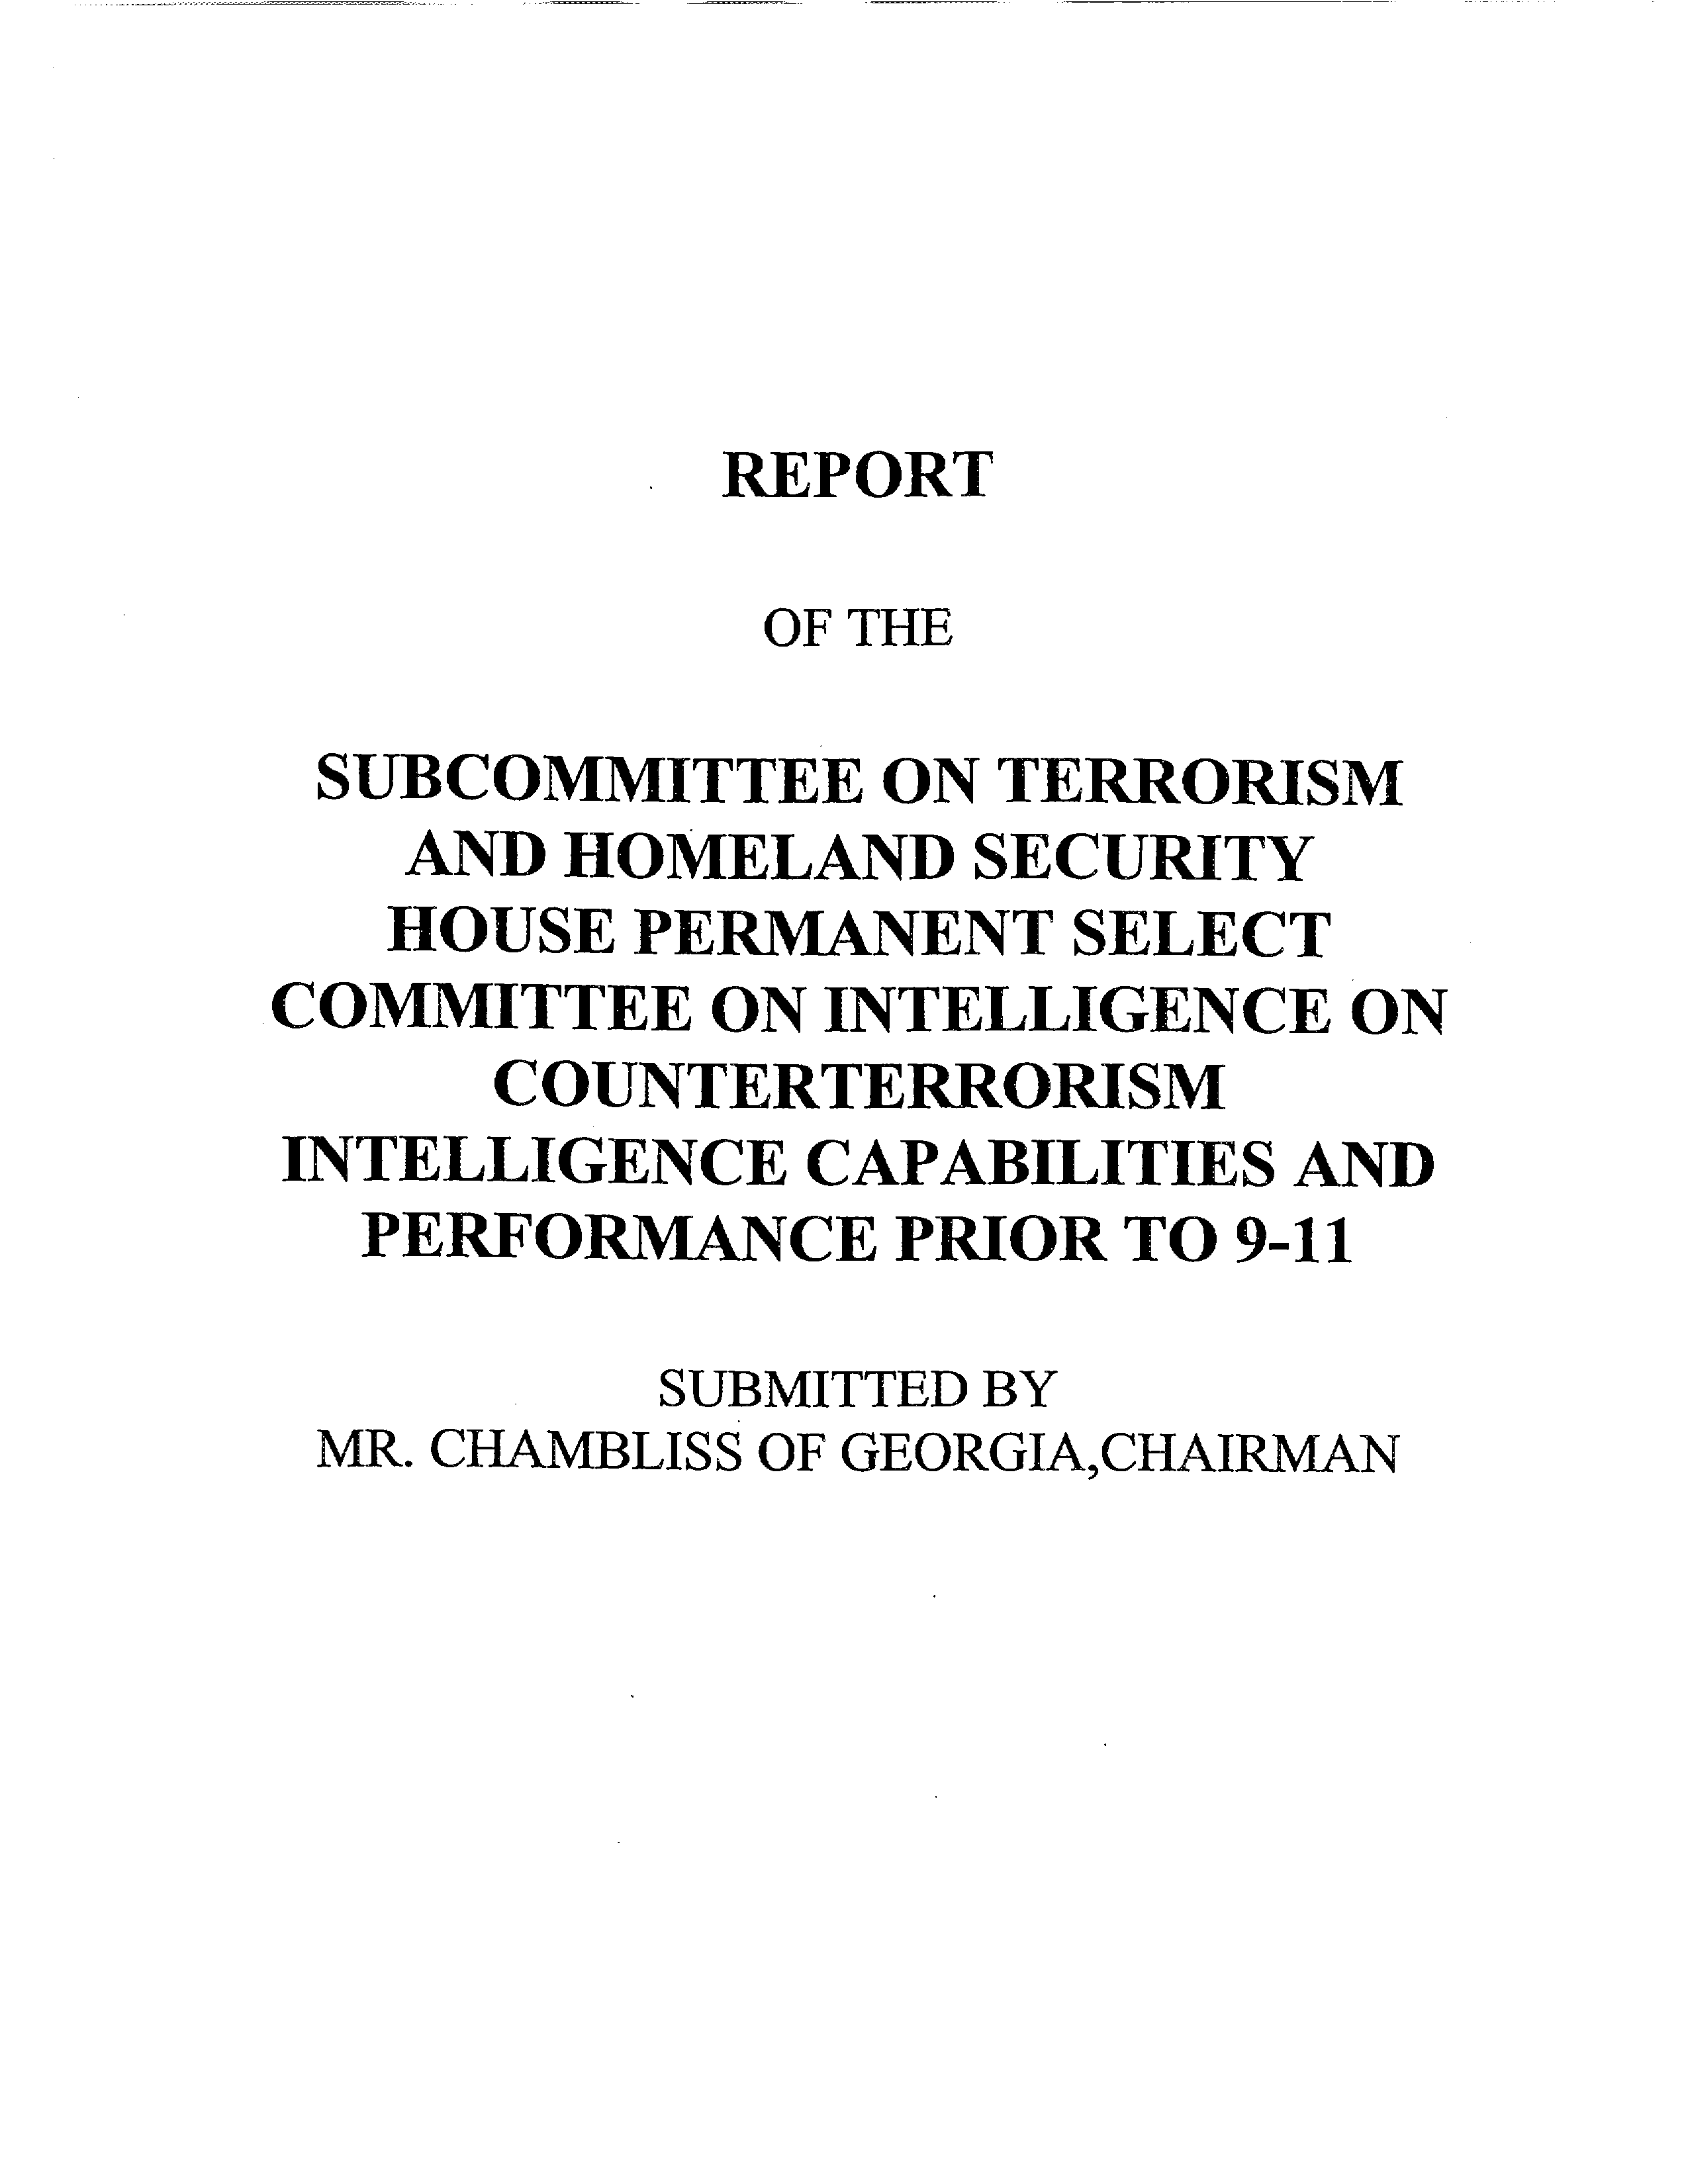 REPORT
OF THE
SUBCOMMITTEE ON TERRORISM
AND HOMELAND SECURITY
HOUSE PERMANENT SELECT
COMMITTEE ON INTELLIGENCE ON
COUNTERTERRORISM
INTELLIGENCE CAPABILITIES AND
PERFORMANCE PRIOR TO 9-11
SUBMITTED BY
MR. CHAMBLISS OF GEORGIA,CHAIRMAN